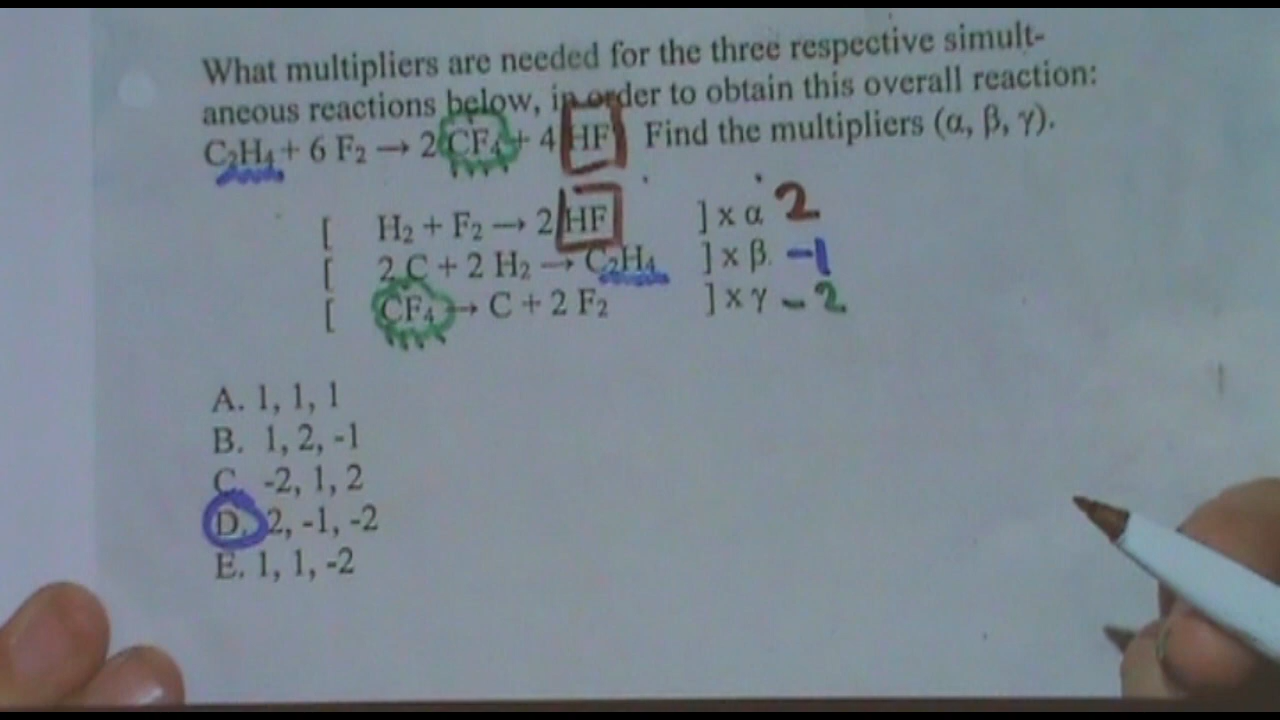 What multipliers are needed for the three respective simult-
aneous reactions below, in order to obtain this overall reaction:
C₂H₄ + 6 F₂ → 2 CF₄ + 4 HF  Find the multipliers (α, β, γ).
[ H₂ + F₂ → 2 HF ] x α 2
[ 2 C + 2 H₂ → C₂H₄ ] x β -1
[ CF₄ → C + 2 F₂ ] x γ - 2
A. 1, 1, 1
B. 1, 2, -1
C. -2, 1, 2
D. 2, -1, -2
E. 1, 1, -2